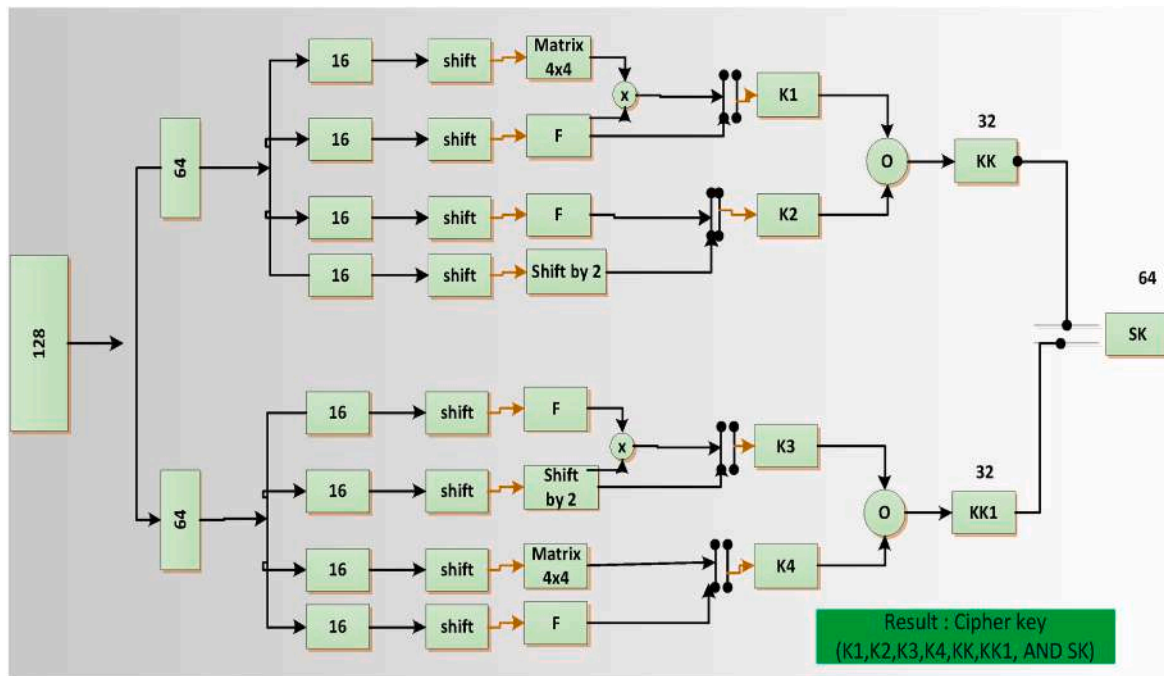 128
64
64
16
shift
Matrix
4x4
x
K1
16
shift
F
32
O
KK
16
shift
F
K2
16
shift
Shift by 2
64
SK
16
shift
F
x
K3
16
shift
Shift
by 2
32
O
KK1
16
shift
Matrix
4x4
K4
16
shift
F
Result : Cipher key
(K1,K2,K3,K4,KK,KK1, AND SK)